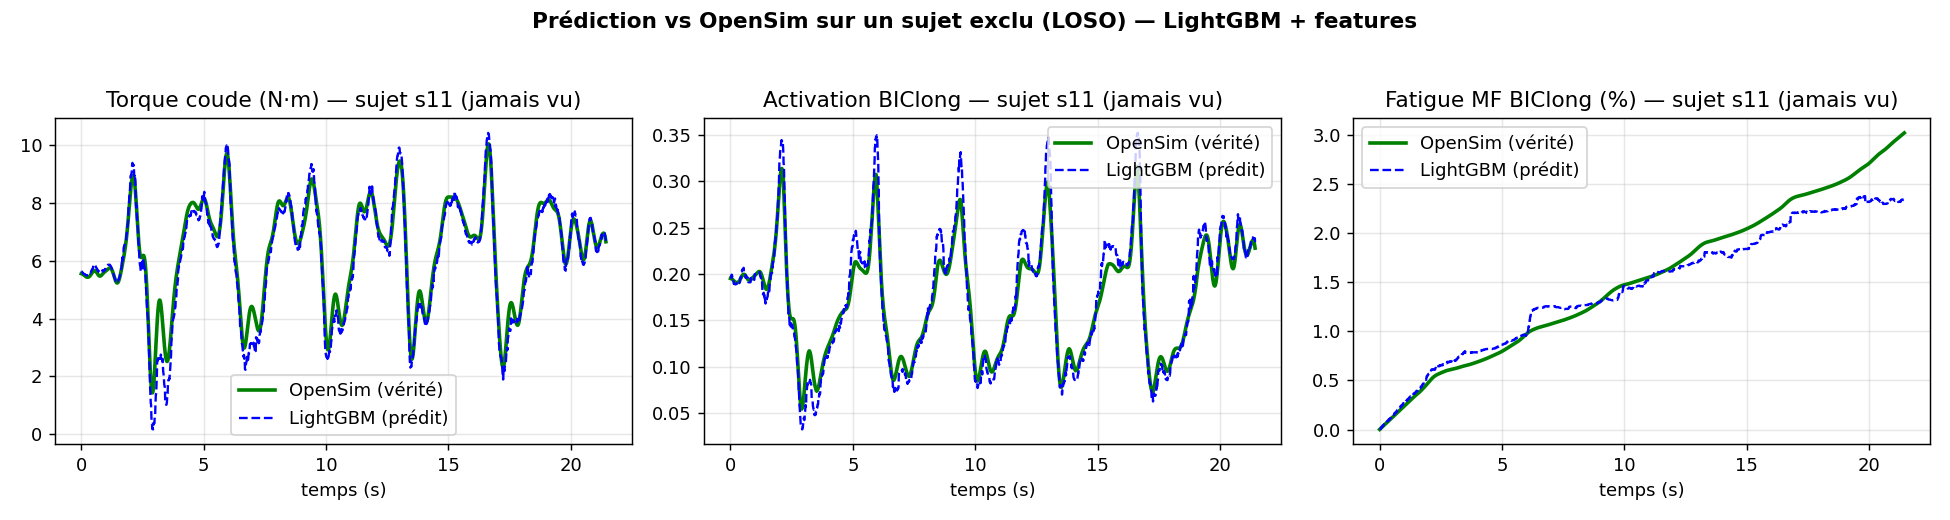 Prédiction vs OpenSim sur un sujet exclu (LOSO) — LightGBM + features
Torque coude (N·m) — sujet s11 (jamais vu)
10
8
6
4
2
0
OpenSim (vérité)
LightGBM (prédit)
0 5 10 15 20
temps (s)
Activation BIClong — sujet s11 (jamais vu)
0.35
0.30
0.25
0.20
0.15
0.10
0.05
OpenSim (vérité)
LightGBM (prédit)
0 5 10 15 20
temps (s)
Fatigue MF BIClong (%) — sujet s11 (jamais vu)
3.0
2.5
2.0
1.5
1.0
0.5
0.0
OpenSim (vérité)
LightGBM (prédit)
0 5 10 15 20
temps (s)